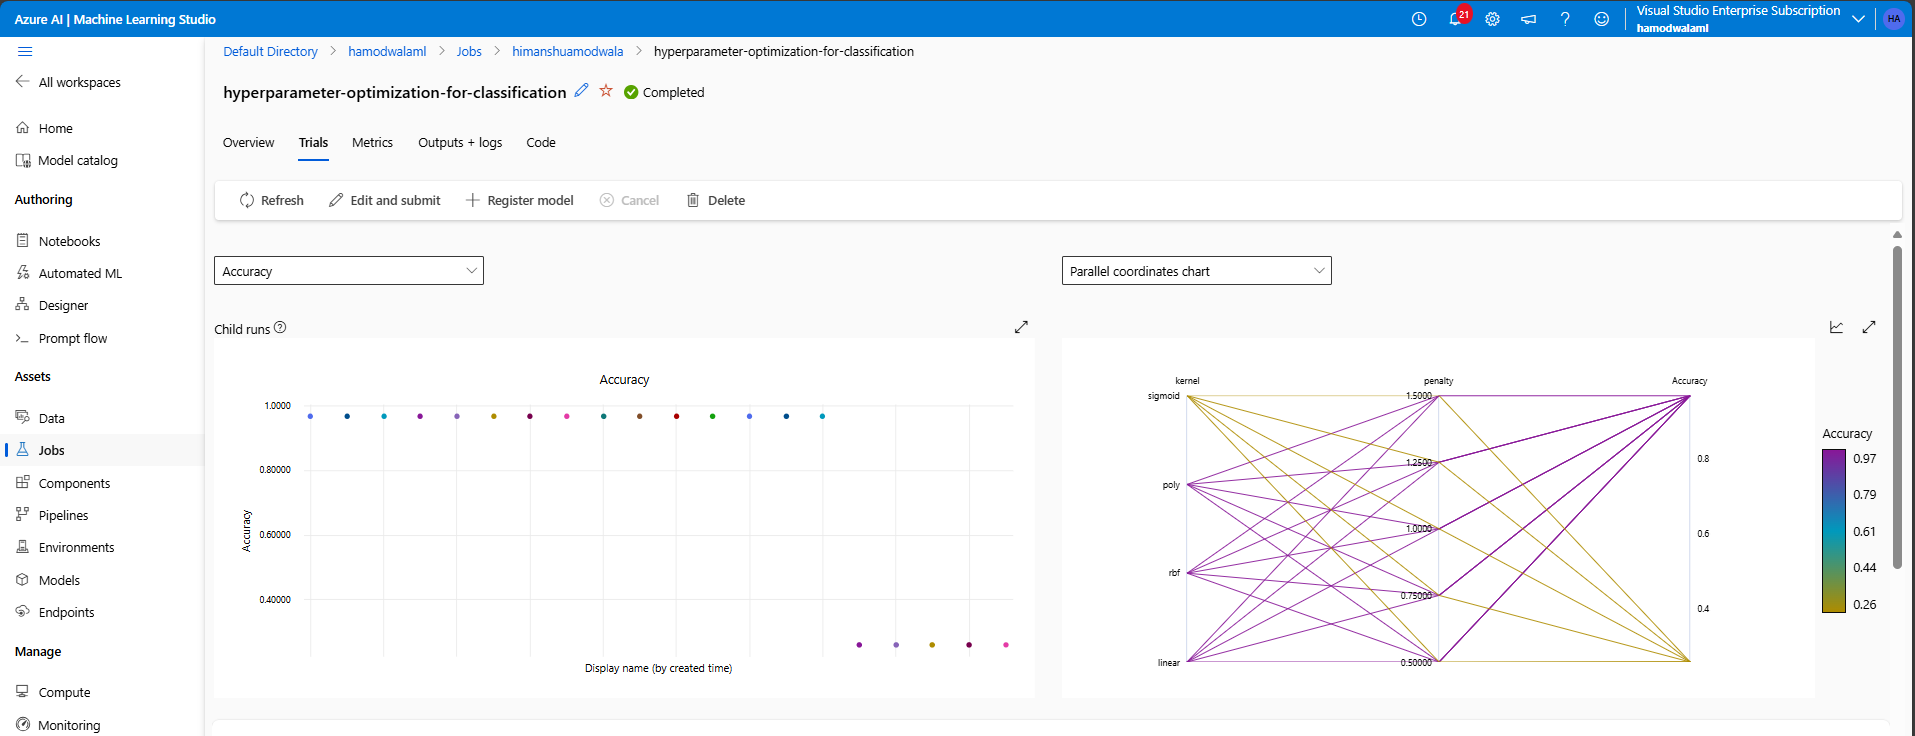 Azure AI | Machine Learning Studio
21
Visual Studio Enterprise Subscription
hamodwalaml
HA
All workspaces
Home
Model catalog
Authoring
Notebooks
Automated ML
Designer
Prompt flow
Assets
Data
Jobs
Components
Pipelines
Environments
Models
Endpoints
Manage
Compute
Monitoring
Default Directory > hamodwalaml > Jobs > himanshuamodwala > hyperparameter-optimization-for-classification
hyperparameter-optimization-for-classification Completed
Overview Trials Metrics Outputs + logs Code
Refresh Edit and submit Register model Cancel Delete
Accuracy
Child runs
Accuracy
1.0000
0.80000
0.60000
0.40000
Accuracy
Display name (by created time)
Parallel coordinates chart
kernel penalty Accuracy
sigmoid
poly
rbf
linear
1.5000
1.2500
1.0000
0.75000
0.50000
0.8
0.6
0.4
Accuracy
0.97
0.79
0.61
0.44
0.26